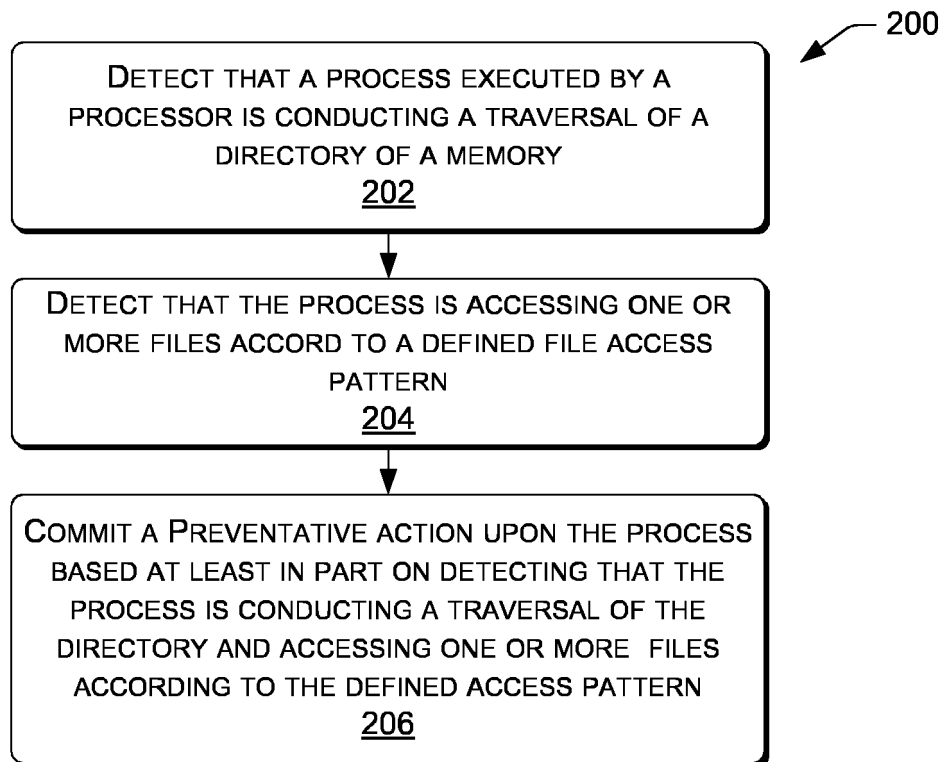 200
DETECT THAT A PROCESS EXECUTED BY A
PROCESSOR IS CONDUCTING A TRAVERSAL OF A
DIRECTORY OF A MEMORY
202
DETECT THAT THE PROCESS IS ACCESSING ONE OR
MORE FILES ACCORD TO A DEFINED FILE ACCESS
PATTERN
204
COMMIT A PREVENTATIVE ACTION UPON THE PROCESS
BASED AT LEAST IN PART ON DETECTING THAT THE
PROCESS IS CONDUCTING A TRAVERSAL OF THE
DIRECTORY AND ACCESSING ONE OR MORE FILES
ACCORDING TO THE DEFINED ACCESS PATTERN
206